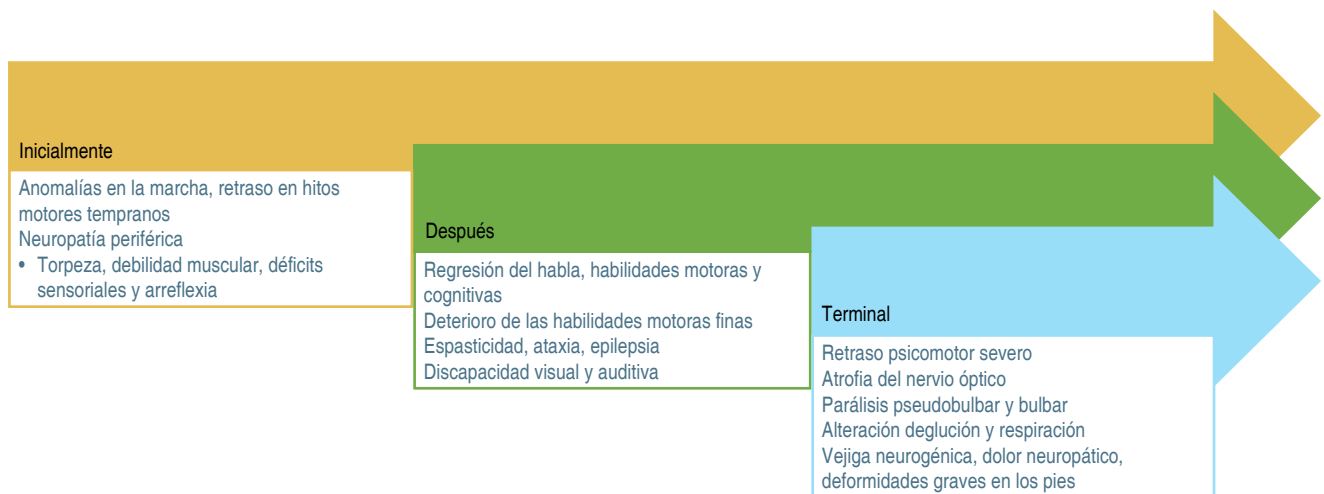 Inicialmente
Anomalías en la marcha, retraso en hitos
motores tempranos
Neuropatía periférica
• Torpeza, debilidad muscular, déficits
sensoriales y arreflexia
Después
Regresión del habla, habilidades motoras y
cognitivas
Deterioro de las habilidades motoras finas
Espasticidad, ataxia, epilepsia
Discapacidad visual y auditiva
Terminal
Retraso psicomotor severo
Atrofia del nervio óptico
Parálisis pseudobulbar y bulbar
Alteración deglución y respiración
Vejiga neurogénica, dolor neuropático,
deformidades graves en los pies